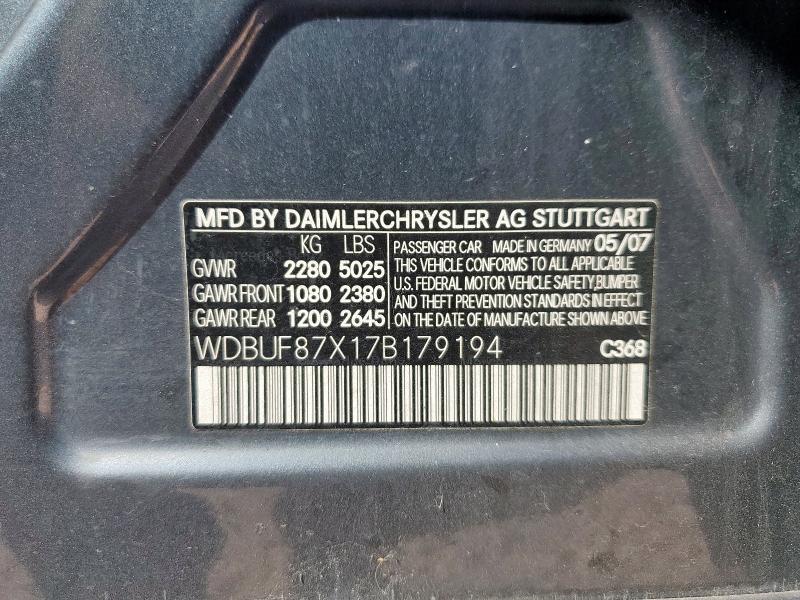 MFD BY DAIMLERCHRYSLER AG STUTTGART
KG LBS
GVWR 2280 5025
GAWR FRONT 1080 2380
GAWR REAR 1200 2645
PASSENGER CAR MADE IN GERMANY 05/07
THIS VEHICLE CONFORMS TO ALL APPLICABLE
U.S. FEDERAL MOTOR VEHICLE SAFETY,BUMPER
AND THEFT PREVENTION STANDARDS IN EFFECT
ON THE DATE OF MANUFACTURE SHOWN ABOVE
WDBUF87X17B179194 C368